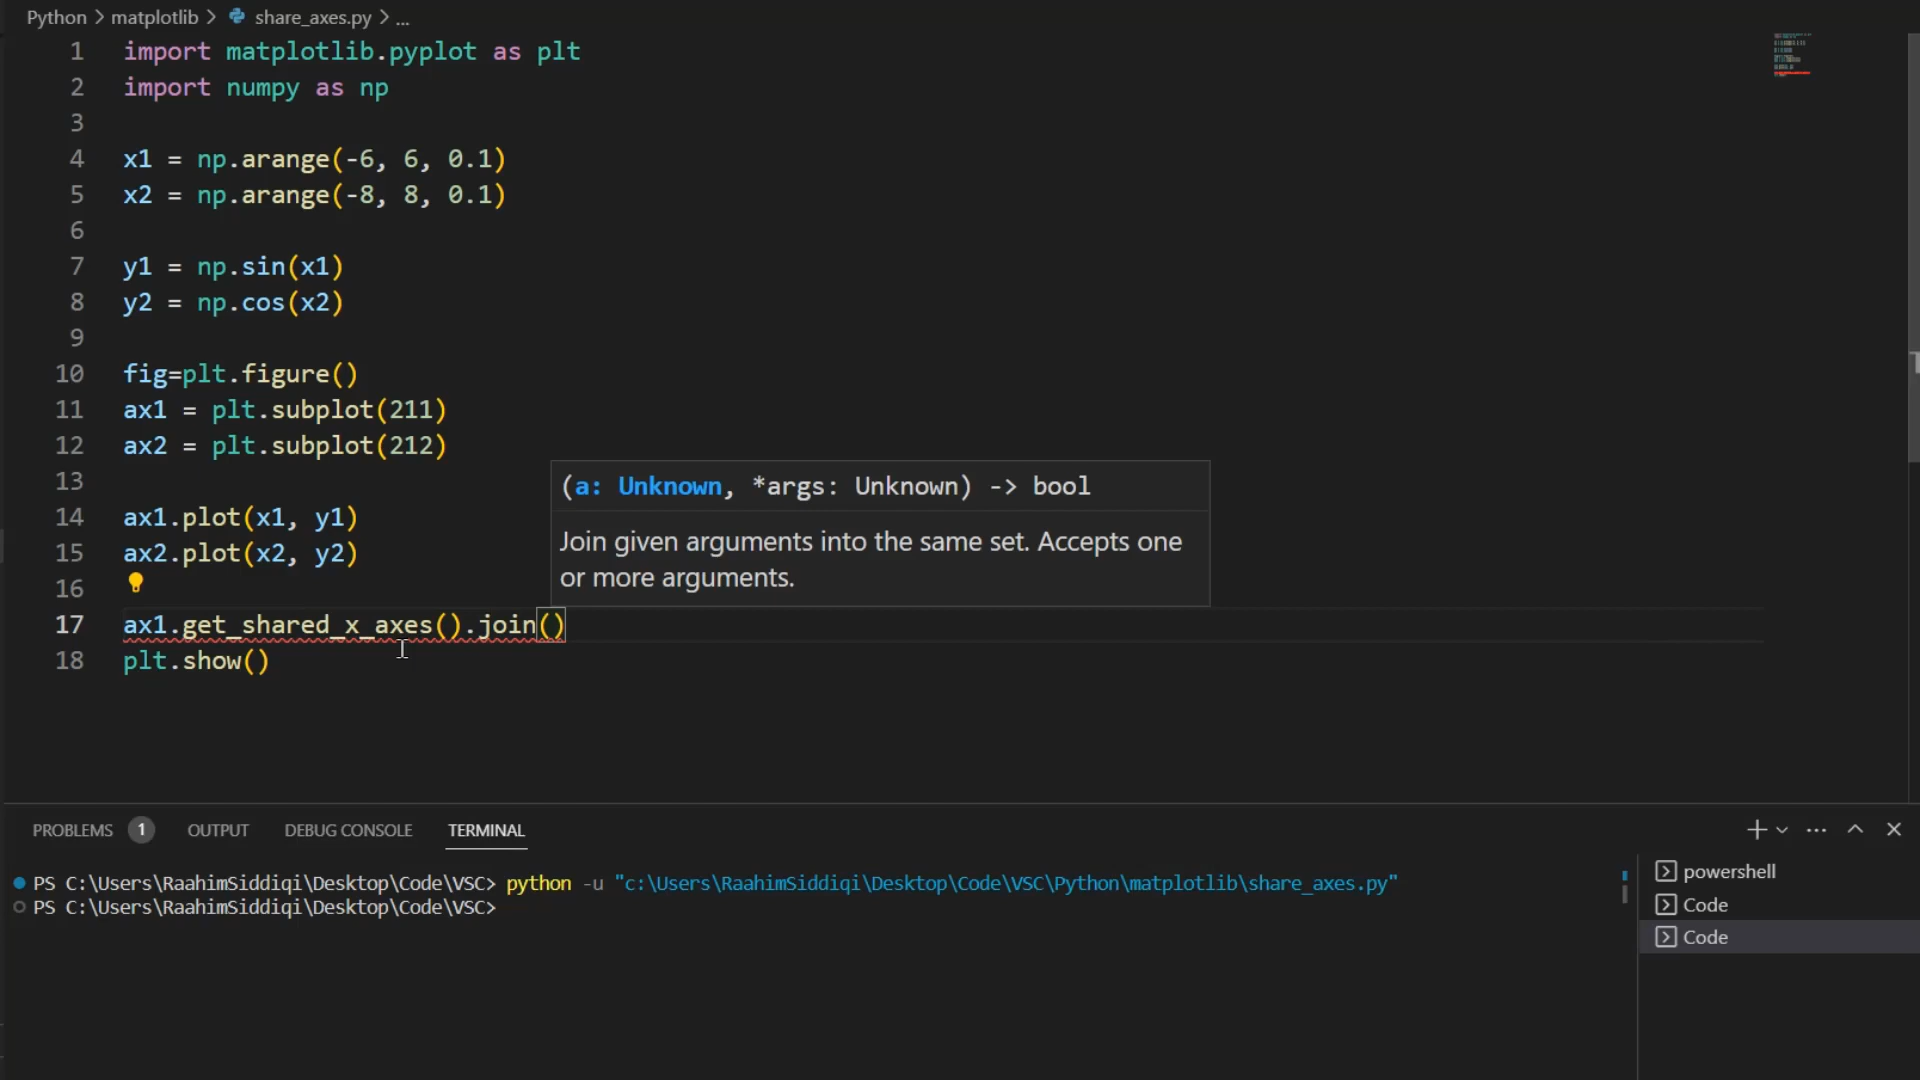 Python > matplotlib > share_axes.py > ...
1 import matplotlib.pyplot as plt
2 import numpy as np
3
4 x1 = np.arange(-6, 6, 0.1)
5 x2 = np.arange(-8, 8, 0.1)
6
7 y1 = np.sin(x1)
8 y2 = np.cos(x2)
9
10 fig=plt.figure()
11 ax1 = plt.subplot(211)
12 ax2 = plt.subplot(212)
13
(a: Unknown, *args: Unknown) -> bool
14 ax1.plot(x1, y1)
Join given arguments into the same set. Accepts one
15 ax2.plot(x2, y2)
or more arguments.
16
17 ax1.get_shared_x_axes().join()
18 plt.show()
PROBLEMS 1 OUTPUT DEBUG CONSOLE TERMINAL
PS C:\Users\RaahimSiddiqi\Desktop\Code\VSC> python -u "c:\Users\RaahimSiddiqi\Desktop\Code\VSC\Python\matplotlib\share_axes.py"
PS C:\Users\RaahimSiddiqi\Desktop\Code\VSC>
powershell
Code
Code